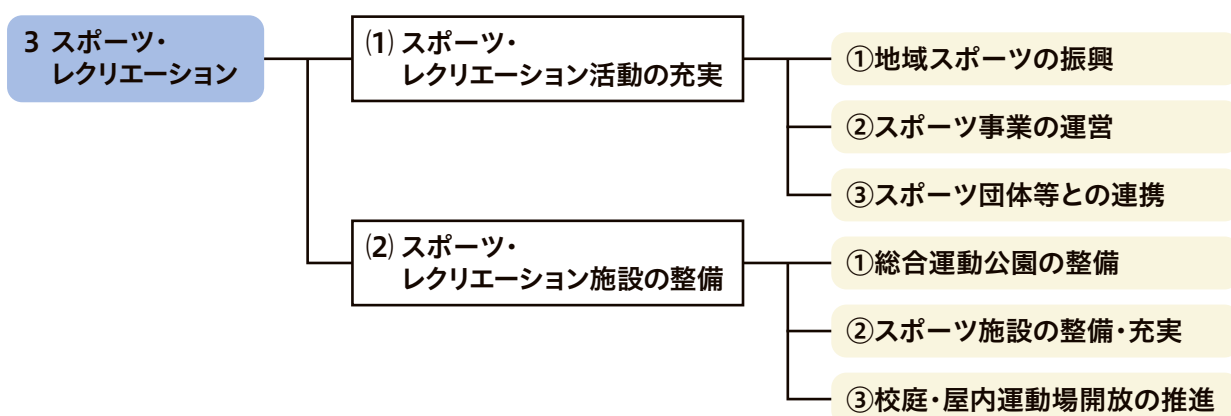 3 スポーツ・
レクリエーション
(1) スポーツ・
レクリエーション活動の充実
①地域スポーツの振興
②スポーツ事業の運営
③スポーツ団体等との連携
(2) スポーツ・
レクリエーション施設の整備
①総合運動公園の整備
②スポーツ施設の整備・充実
③校庭・屋内運動場開放の推進